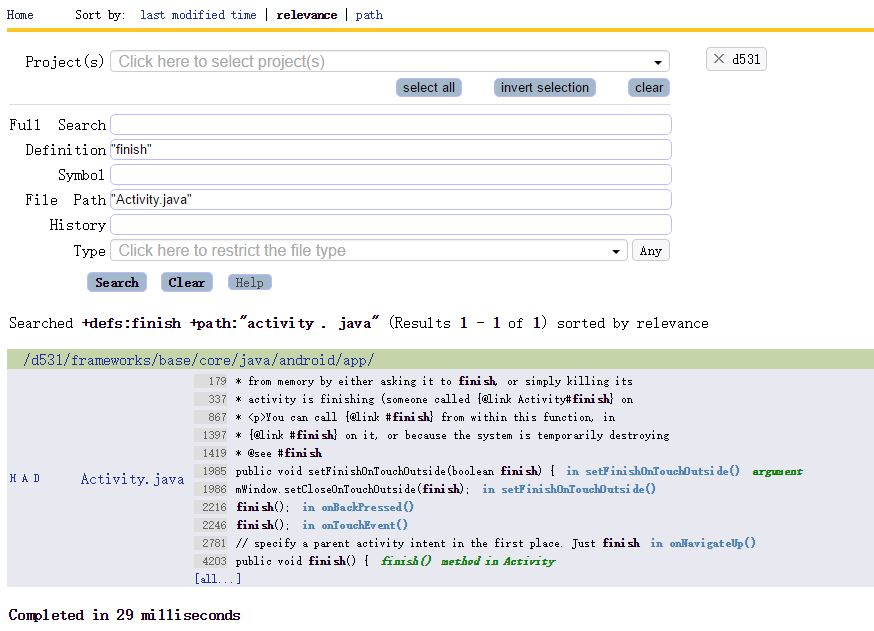 Home Sort by: last modified time | relevance | path
Project(s) Click here to select project(s) × d531
select all invert selection clear
Full Search
Definition "finish"
Symbol
File Path "Activity.java"
History
Type Click here to restrict the file type Any
Search Clear Help
Searched +defs:finish +path:"activity . java" (Results 1 - 1 of 1) sorted by relevance
/d531/frameworks/base/core/java/android/app/
179 * from memory by either asking it to finish, or simply killing its
337 * activity is finishing (someone called {@link Activity#finish} on
867 * <p>You can call {@link #finish} from within this function, in
1397 * {@link #finish} on it, or because the system is temporarily destroying
1419 * @see #finish
H A D Activity.java
1985 public void setFinishOnTouchOutside(boolean finish) { in setFinishOnTouchOutside() argument
1986 mWindow.setCloseOnTouchOutside(finish); in setFinishOnTouchOutside()
2216 finish(); in onBackPressed()
2246 finish(); in onTouchEvent()
2781 // specify a parent activity intent in the first place. Just finish in onNavigateUp()
4203 public void finish() { finish() method in Activity
[all...]
Completed in 29 milliseconds